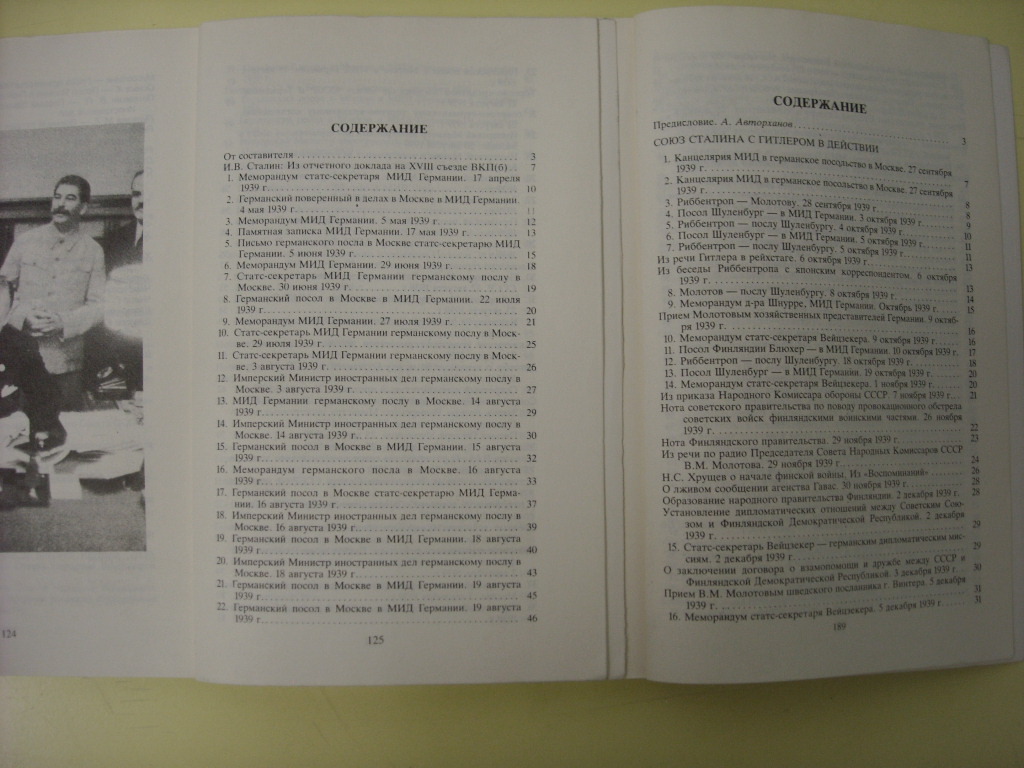 СОДЕРЖАНИЕ
От составителя 3
И.В. Сталин: Из отчетного доклада на XVIII съезде ВКП(б) 7
1. Меморандум статс-секретаря МИД Германии. 17 апреля
1939 г. 10
2. Германский поверенный в делах в Москве в МИД Германии.
4 мая 1939 г. 11
3. Меморандум МИД Германии. 5 мая 1939 г. 12
4. Памятная записка МИД Германии. 17 мая 1939 г. 13
5. Письмо германского посла в Москве статс-секретарю МИД
Германии. 5 июня 1939 г. 15
6. Меморандум МИД Германии. 29 июня 1939 г. 18
7. Статс-секретарь МИД Германии германскому послу в
Москве. 30 июня 1939 г. 19
8. Германский посол в Москве в МИД Германии. 22 июля
1939 г. 20
9. Меморандум МИД Германии. 27 июля 1939 г. 21
10. Статс-секретарь МИД Германии германскому послу в Моск-
ве. 29 июля 1939 г. 25
11. Статс-секретарь МИД Германии германскому послу в Моск-
ве. 3 августа 1939 г. 26
12. Имперский Министр иностранных дел германскому послу в
Москве. 3 августа 1939 г. 27
13. МИД Германии германскому послу в Москве. 14 августа
1939 г. 29
14. Имперский Министр иностранных дел германскому послу в
Москве. 14 августа 1939 г. 30
15. Германский посол в Москве в МИД Германии. 15 августа
1939 г. 32
16. Меморандум германского посла в Москве. 16 августа
1939 г. 33
17. Германский посол в Москве статс-секретарю МИД Герма-
нии. 16 августа 1939 г. 37
18. Имперский Министр иностранных дел германскому послу в
Москве. 16 августа 1939 г. 39
19. Германский посол в Москве в МИД Германии. 18 августа
1939 г. 40
20. Имперский Министр иностранных дел германскому послу в
Москве. 18 августа 1939 г. 43
21. Германский посол в Москве в МИД Германии. 19 августа
1939 г. 45
22. Германский посол в Москве в МИД Германии. 19 августа
1939 г. 46
124
125
СОДЕРЖАНИЕ
Предисловие. А. Авторханов 3
СОЮЗ СТАЛИНА С ГИТЛЕРОМ В ДЕЙСТВИИ
1. Канцелярия МИД в германское посольство в Москве. 27 сентября
1939 г. 7
2. Канцелярия МИД в германское посольство в Москве. 27 сентября
1939 г. 8
3. Риббентроп — Молотову. 28 сентября 1939 г. 8
4. Посол Шуленбург — в МИД Германии. 3 октября 1939 г. 9
5. Риббентроп — послу Шуленбургу. 4 октября 1939 г. 10
6. Посол Шуленбург — в МИД Германии. 5 октября 1939 г. 11
7. Риббентроп — послу Шуленбургу. 5 октября 1939 г. 11
Из речи Гитлера в рейхстаге. 6 октября 1939 г.
Из беседы Риббентропа с японским корреспондентом. 6 октября
1939 г. 13
8. Молотов — послу Шуленбургу. 8 октября 1939 г. 14
9. Меморандум д-ра Шнурре, МИД Германии. Октябрь 1939 г. 15
Прием Молотовым хозяйственных представителей Германии. 9 октяб-
ря 1939 г. 16
10. Меморандум статс-секретаря Вейцзекера. 9 октября 1939 г. 16
11. Посол Финляндии Блюхер — в МИД Германии. 10 октября 1939 г. 17
12. Риббентроп — послу Шуленбургу. 18 октября 1939 г. 18
13. Посол Шуленбург — в МИД Германии. 19 октября 1939 г. 20
14. Меморандум статс-секретаря Вейцзекера. 1 ноября 1939 г. 20
Из приказа Народного Комиссара обороны СССР. 7 ноября 1939 г. 21
Нота советского правительства по поводу провокационного обстрела
советских войск финляндскими воинскими частями. 26 ноября
1939 г. 22
Нота Финляндского правительства. 29 ноября 1939 г. 23
Из речи по радио Председателя Совета Народных Комиссаров СССР
В.М. Молотова. 29 ноября 1939 г. 24
Н.С. Хрущев о начале финской войны. Из «Воспоминаний» 26
О лживом сообщении агенства Гавас. 30 ноября 1939 г. 28
Образование народного правительства Финляндии. 2 декабря 1939 г. 28
Установление дипломатических отношений между Советским Сою-
зом и Финляндской Демократической Республикой. 2 декабря
1939 г. 29
15. Статс-секретарь Вейцзекер — германским дипломатическим мис-
сиям. 2 декабря 1939 г. 29
О заключении договора о взаимопомощи и дружбе между СССР и
Финляндской Демократической Республикой. 3 декабря 1939 г. 30
Прием В.М. Молотовым шведского посланника г. Винтера. 5 декабря
1939 г. 31
16. Меморандум статс-секретаря Вейцзекера. 5 декабря 1939 г. 31
189